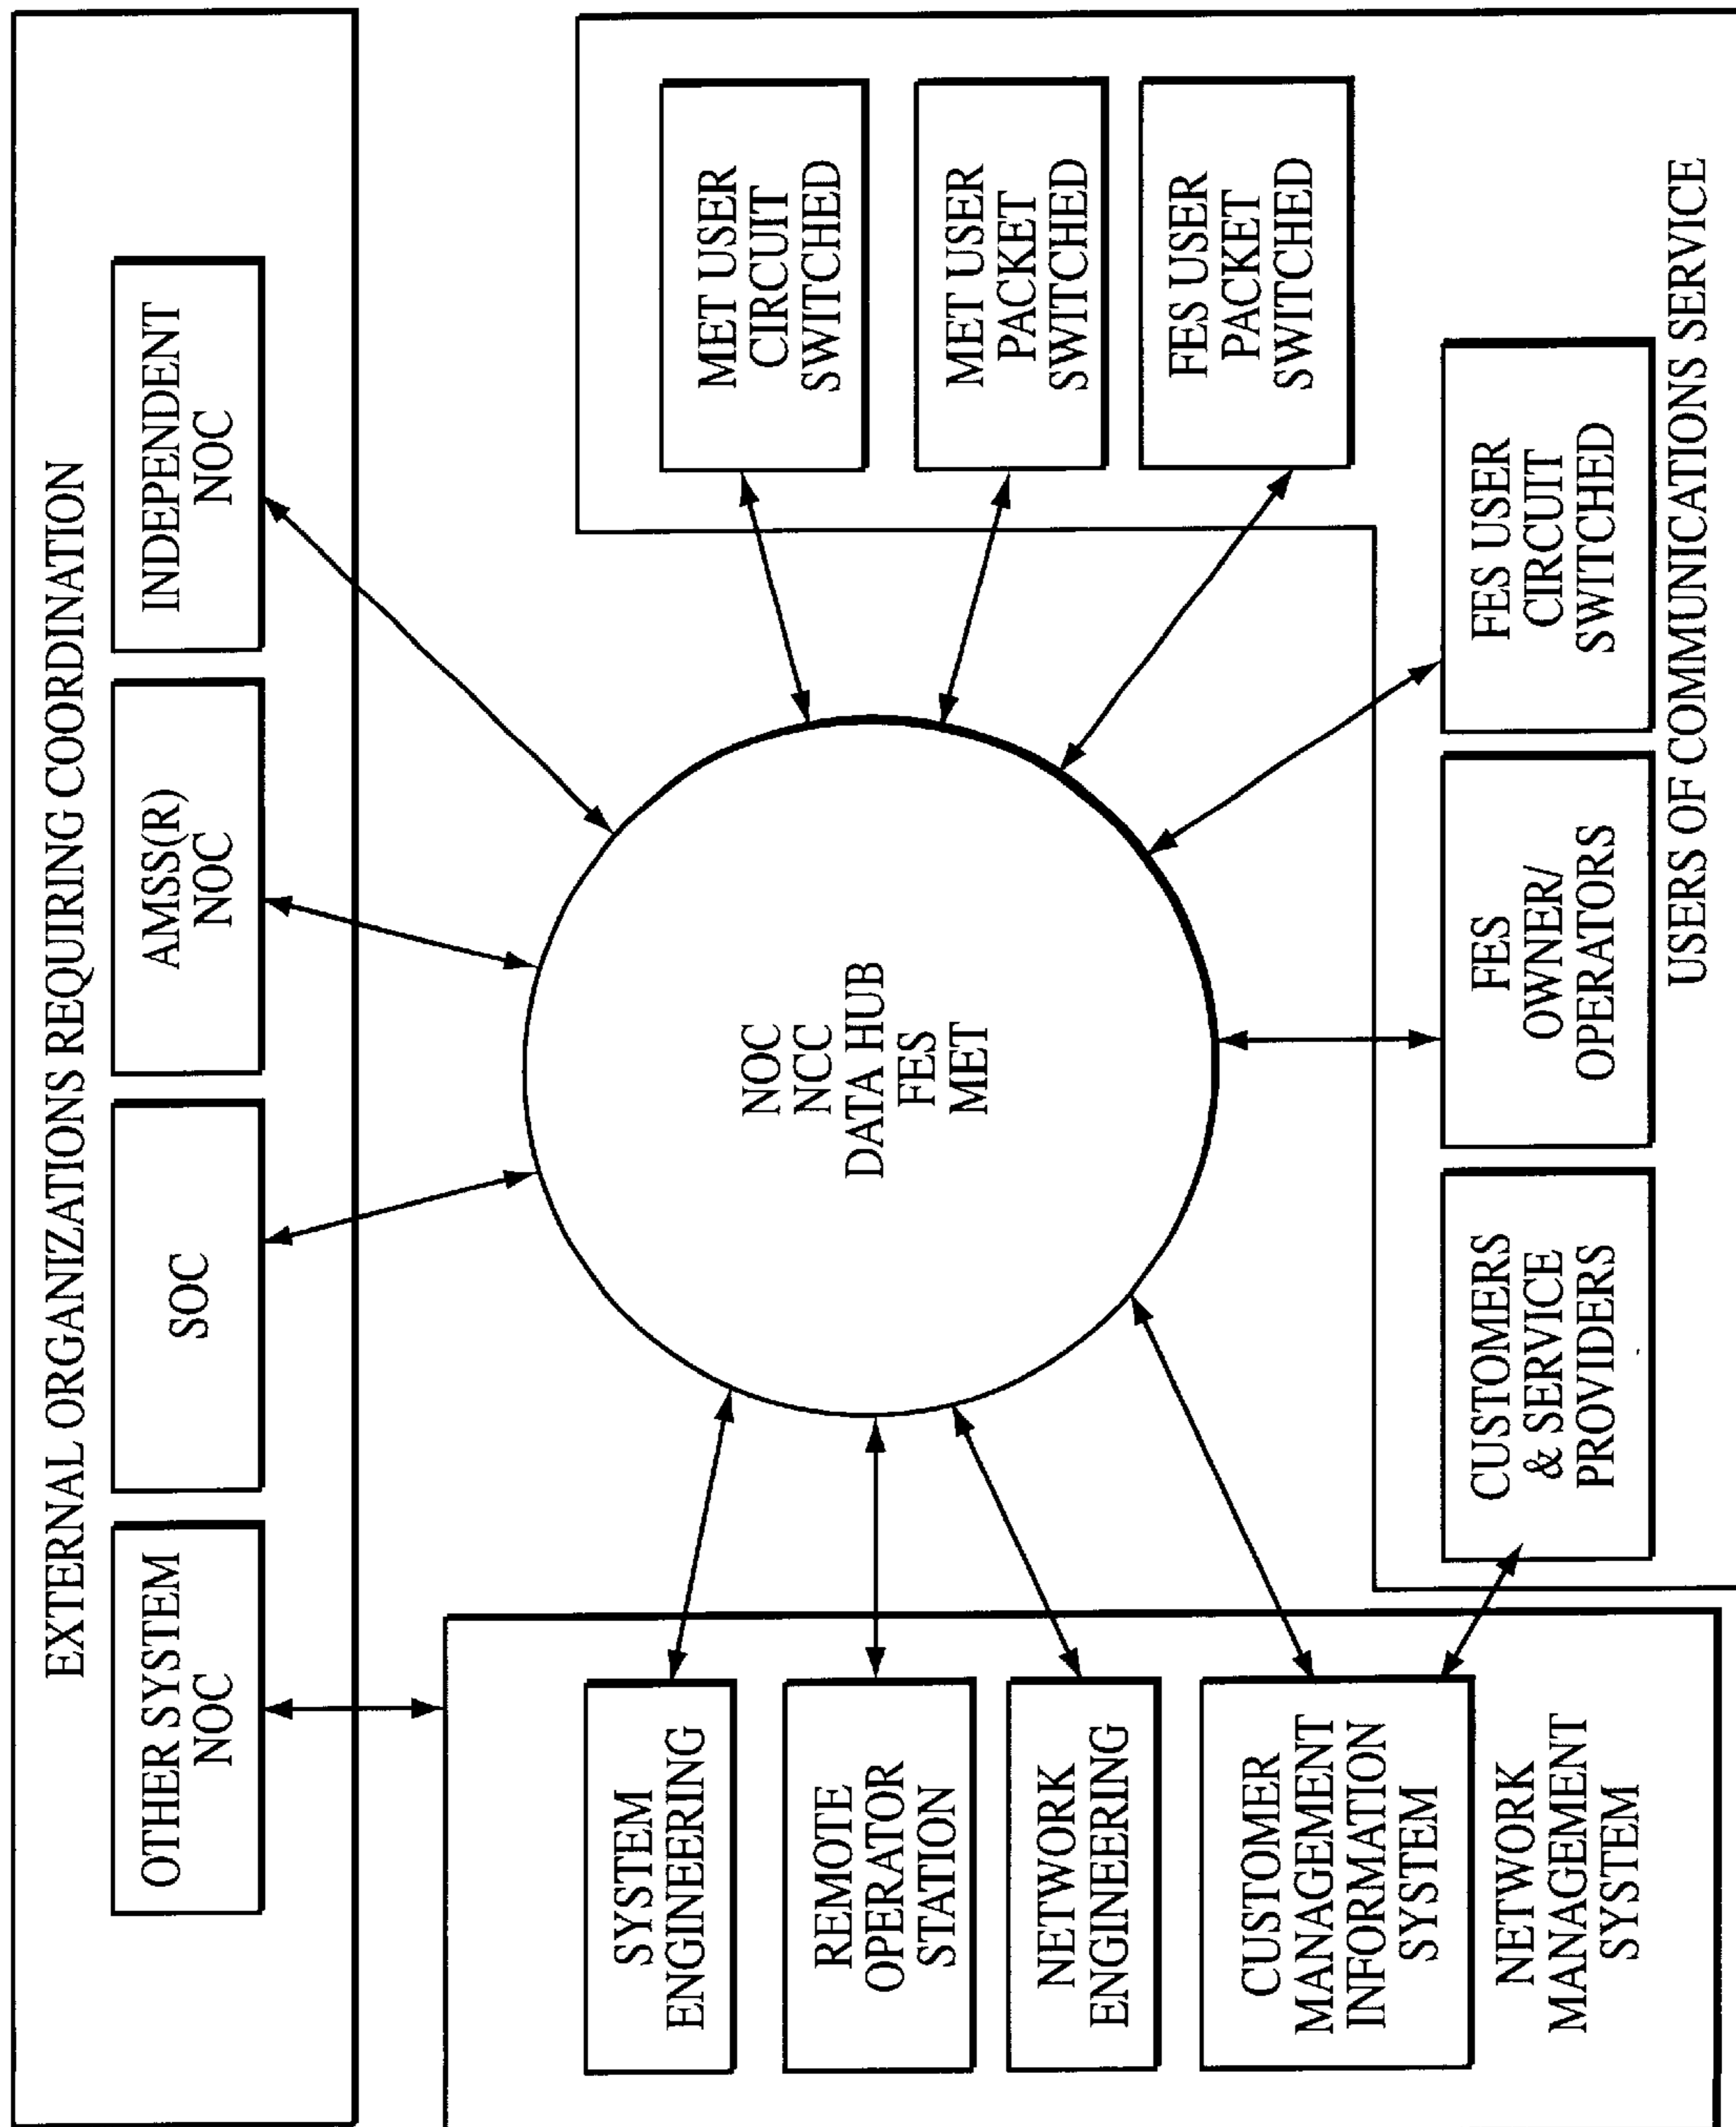 EXTERNAL ORGANIZATIONS REQUIRING COORDINATION
OTHER SYSTEM
NOC
SOC
AMSS(R)
NOC
INDEPENDENT
NOC
SYSTEM
ENGINEERING
REMOTE
OPERATOR
STATION
NETWORK
ENGINEERING
CUSTOMER
MANAGEMENT
INFORMATION
SYSTEM
NETWORK
MANAGEMENT
SYSTEM
NOC
NCC
DATA HUB
FES
MET
MET USER
CIRCUIT
SWITCHED
MET USER
PACKET
SWITCHED
FES USER
PACKET
SWITCHED
CUSTOMERS
& SERVICE
PROVIDERS
FES
OWNER/
OPERATORS
FES USER
CIRCUIT
SWITCHED
USERS OF COMMUNICATIONS SERVICE